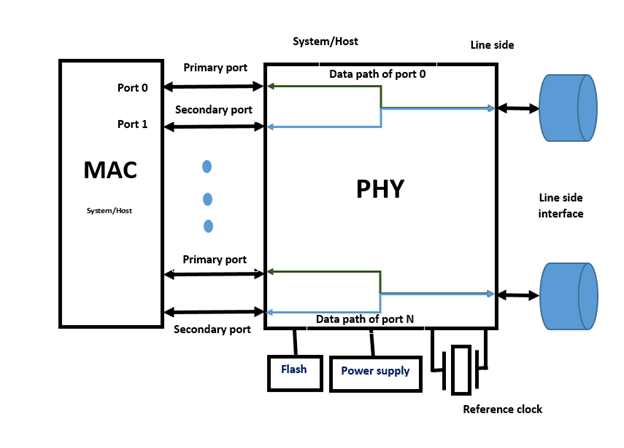 System/Host
Line side
Primary port
Data path of port 0
Port 0
Secondary port
Port 1
MAC
PHY
System/Host
Line side
interface
Primary port
Data path of port N
Secondary port
Flash
Power supply
Reference clock